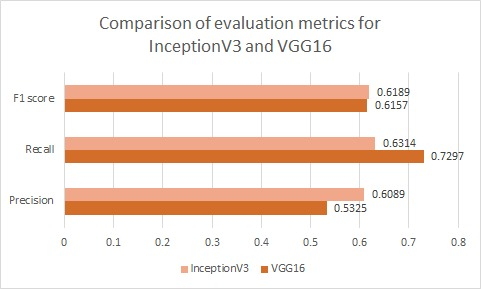 Comparison of evaluation metrics for
InceptionV3 and VGG16
F1 score
0.6189
0.6157
Recall
0.6314
0.7297
Precision
0.6089
0.5325
0 0.1 0.2 0.3 0.4 0.5 0.6 0.7 0.8
InceptionV3 VGG16